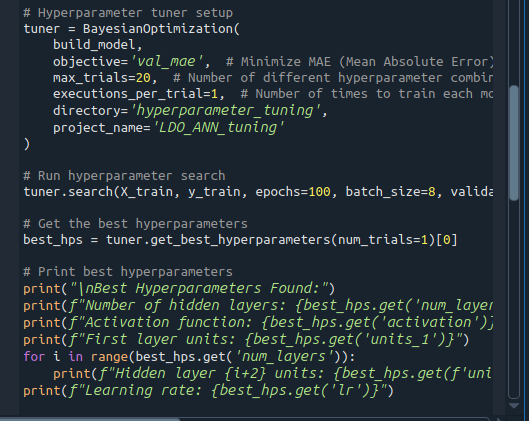 # Hyperparameter tuner setup
tuner = BayesianOptimization(
    build_model,
    objective='val_mae',  # Minimize MAE (Mean Absolute Error)
    max_trials=20,  # Number of different hyperparameter combin
    executions_per_trial=1,  # Number of times to train each mo
    directory='hyperparameter_tuning',
    project_name='LDO_ANN_tuning'
)
# Run hyperparameter search
tuner.search(X_train, y_train, epochs=100, batch_size=8, valida
# Get the best hyperparameters
best_hps = tuner.get_best_hyperparameters(num_trials=1)[0]
# Print best hyperparameters
print("\nBest Hyperparameters Found:")
print(f"Number of hidden layers: {best_hps.get('num_layer
print(f"Activation function: {best_hps.get('activation')}
print(f"First layer units: {best_hps.get('units_1')}")
for i in range(best_hps.get('num_layers')):
    print(f"Hidden layer {i+2} units: {best_hps.get(f'uni
print(f"Learning rate: {best_hps.get('lr')}")